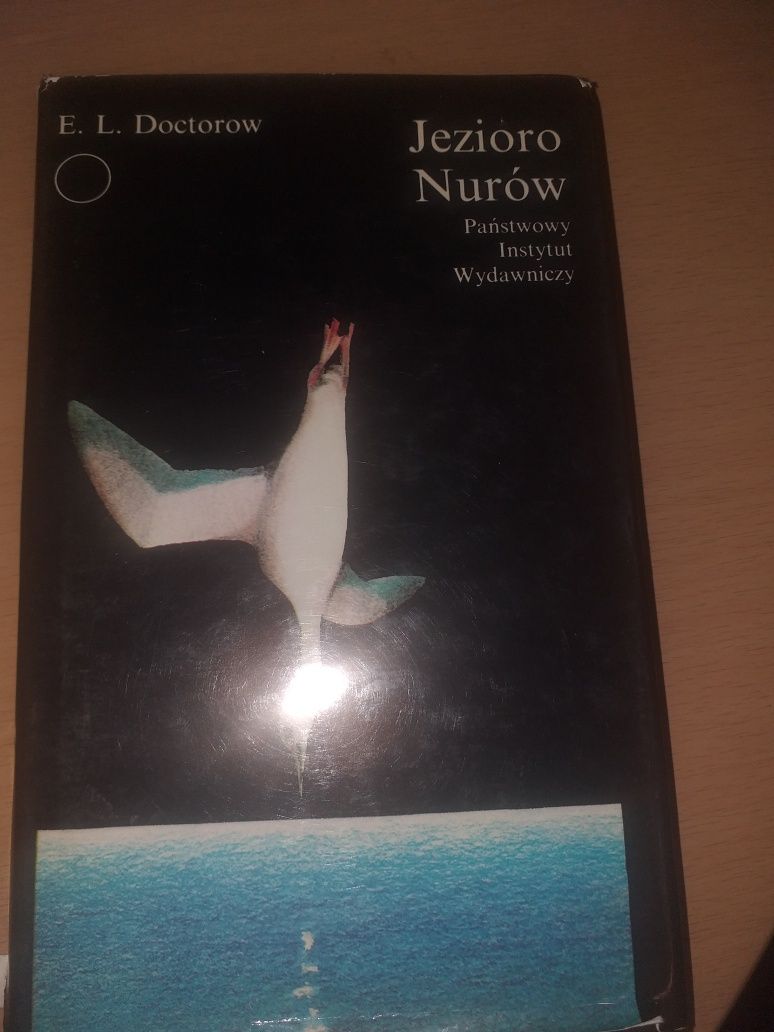 E. L. Doctorow
Jezioro
Nurów
Państwowy
Instytut
Wydawniczy